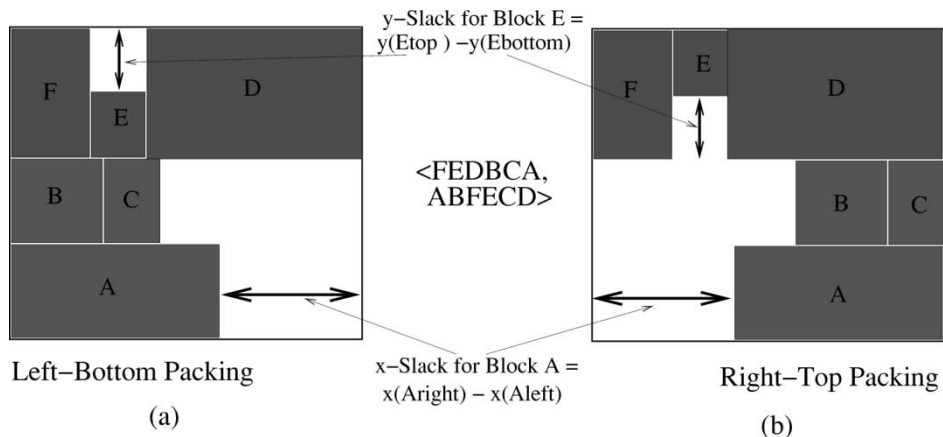 y−Slack for Block E =
y(Etop ) −y(Ebottom)
F
E
D
B
C
A
<FEDBCA,
ABFECD>
E
F
D
B
C
A
Left−Bottom Packing
(a)
x−Slack for Block A =
x(Aright) − x(Aleft)
Right−Top Packing
(b)